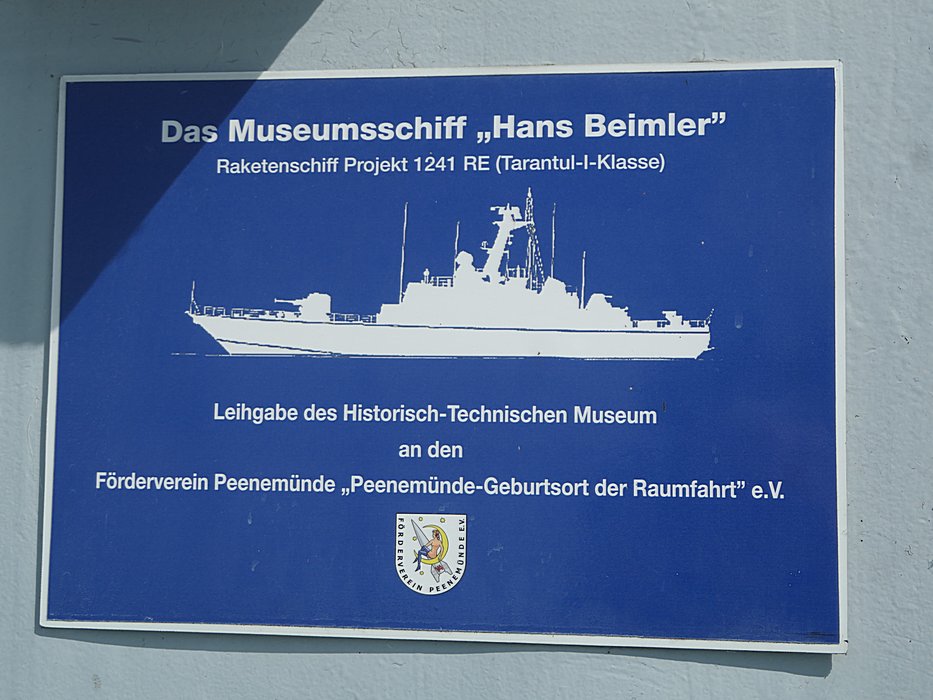 Das Museumsschiff „Hans Beimler”
Raketenschiff Projekt 1241 RE (Tarantul-I-Klasse)
Leihgabe des Historisch-Technischen Museum
an den
Förderverein Peenemünde „Peenemünde-Geburtsort der Raumfahrt” e.V.
FÖRDERVEREIN PEENEMÜNDE E.V.